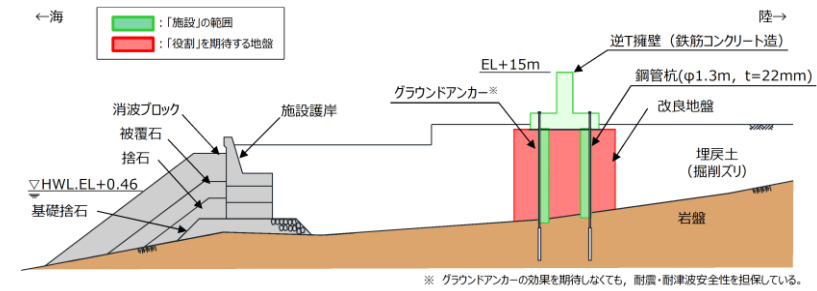 ←海
陸→
：「施設」の範囲
：「役割」を期待する地盤
逆T擁壁（鉄筋コンクリート造）
EL+15m
鋼管杭(φ1.3m，t=22mm)
グラウンドアンカー※
改良地盤
消波ブロック
施設護岸
被覆石
捨石
埋戻土
（掘削ズリ）
▽HWL.EL+0.46
基礎捨石
岩盤
※ グラウンドアンカーの効果を期待しなくても，耐震・耐津波安全性を担保している。